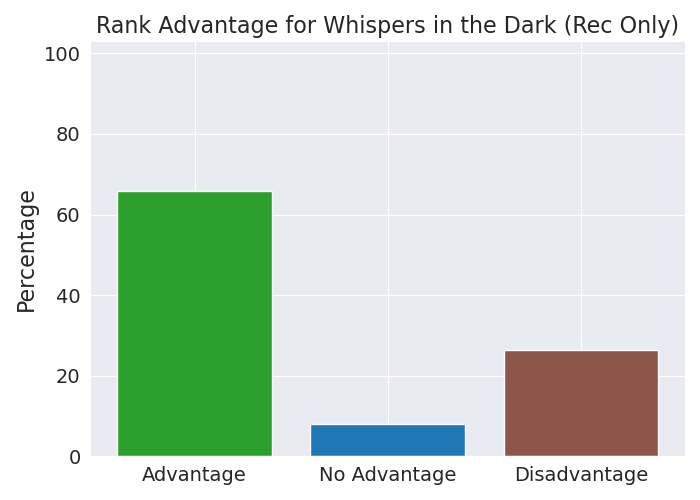 Rank Advantage for Whispers in the Dark (Rec Only)
100
80
60
40
20
0
Percentage
Advantage
No Advantage
Disadvantage